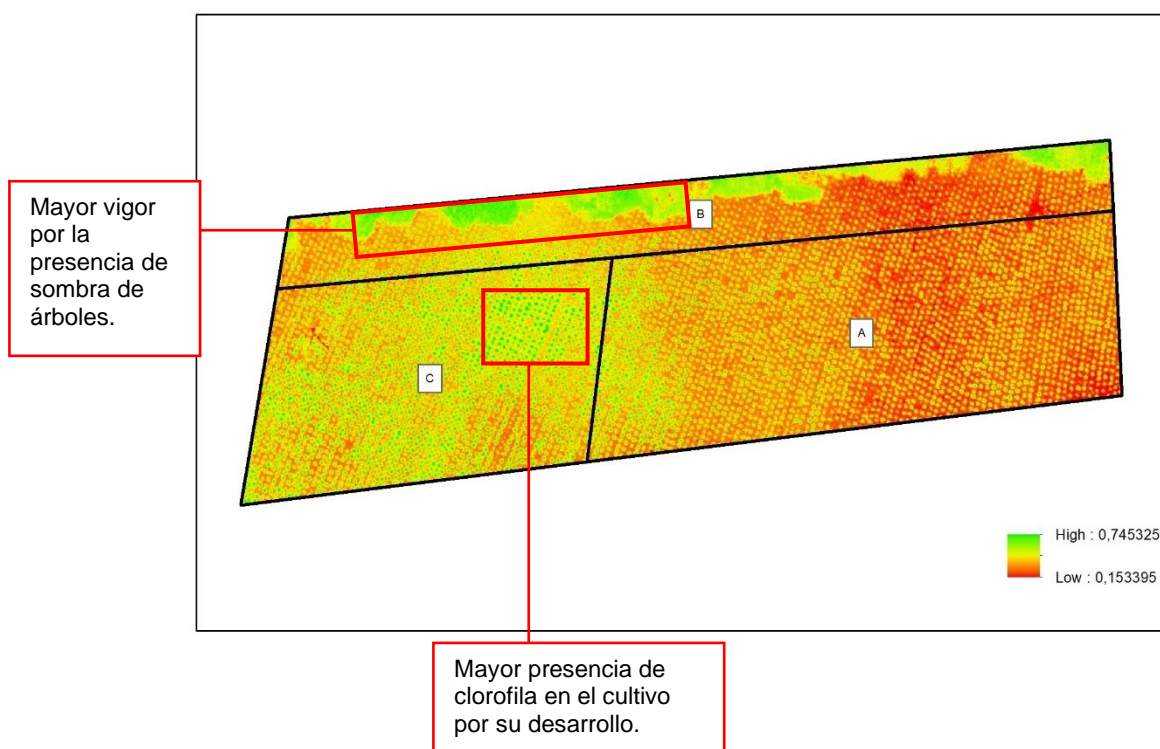 Mayor vigor
por la
presencia de
sombra de
árboles.
B
A
C
High : 0,745325
Low : 0,153395
Mayor presencia de
clorofila en el cultivo
por su desarrollo.